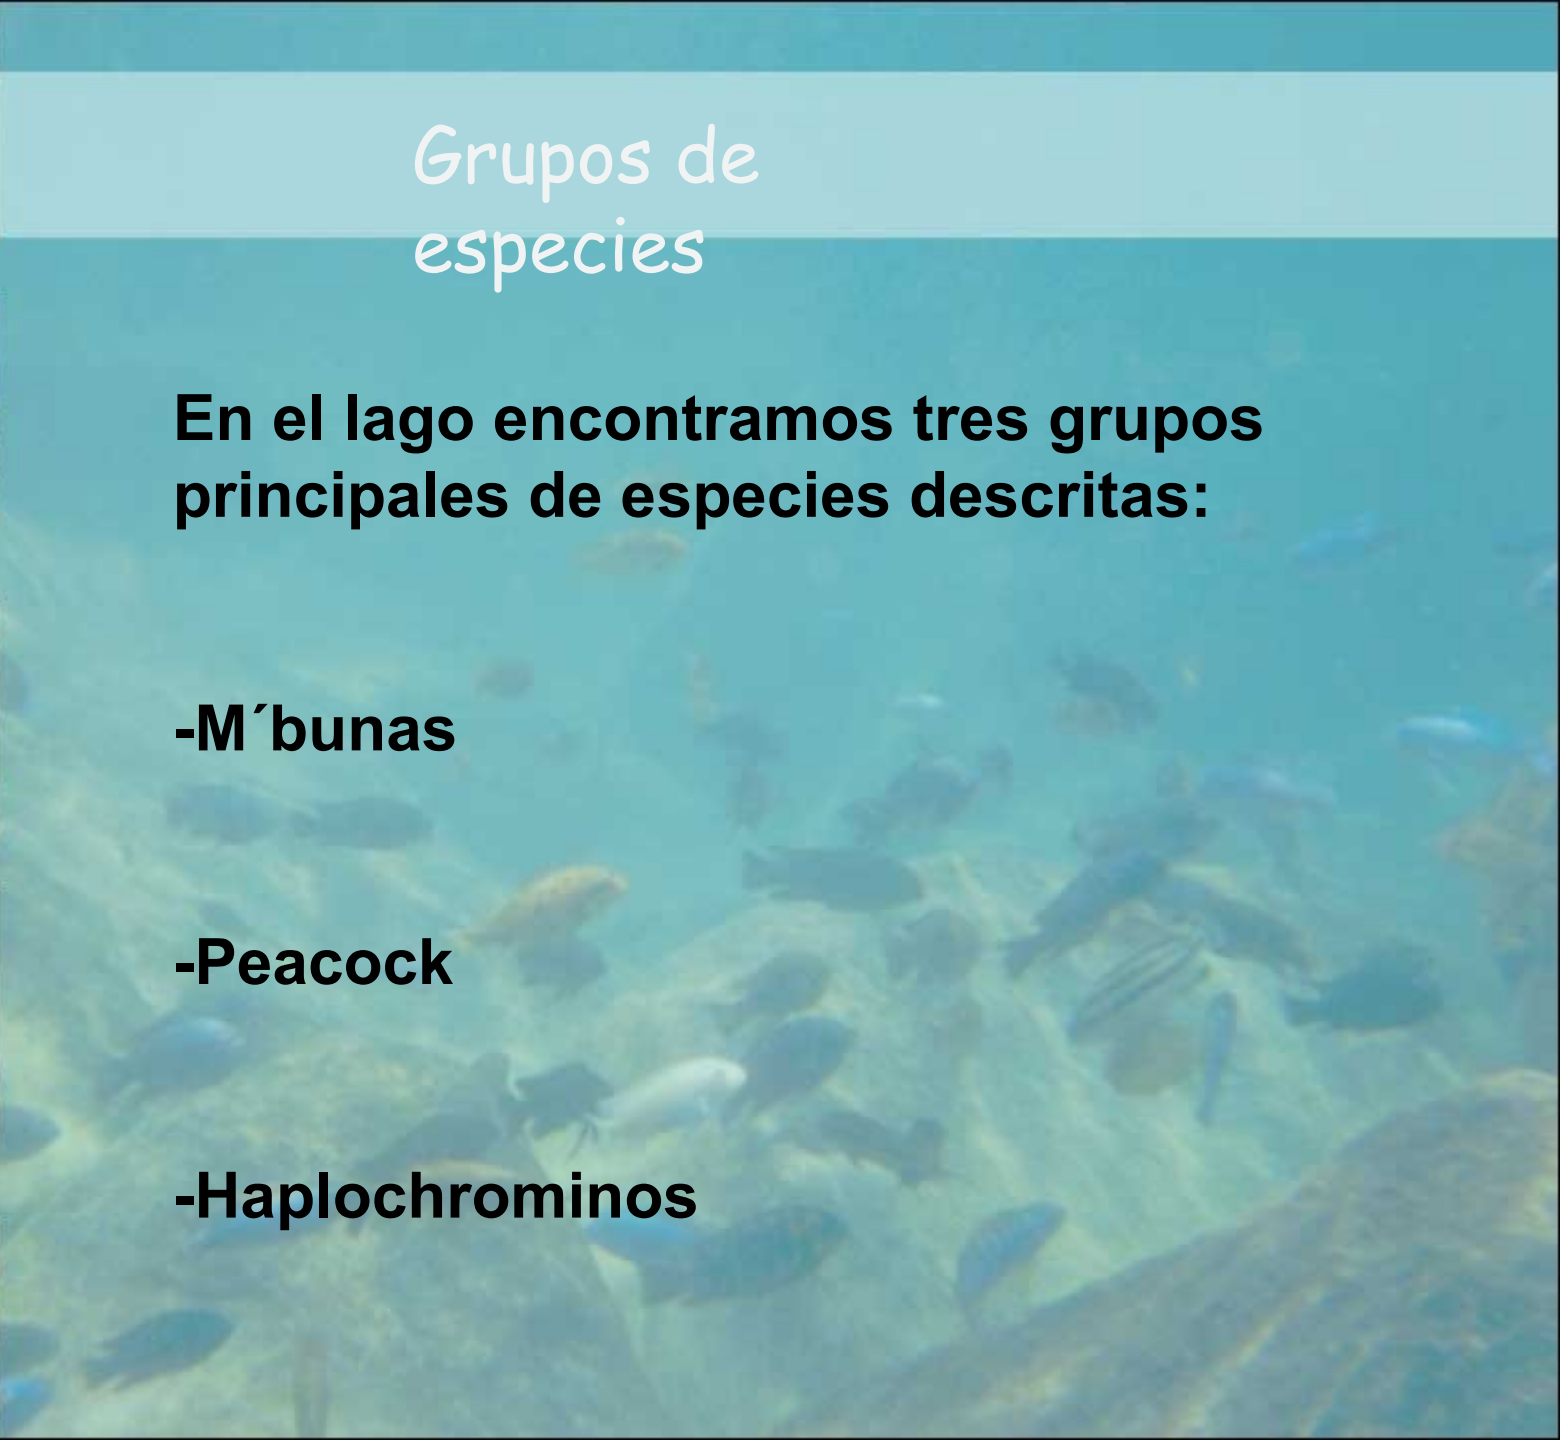 Grupos de
especies
En el lago encontramos tres grupos
principales de especies descritas:
-M´bunas
-Peacock
-Haplochrominos